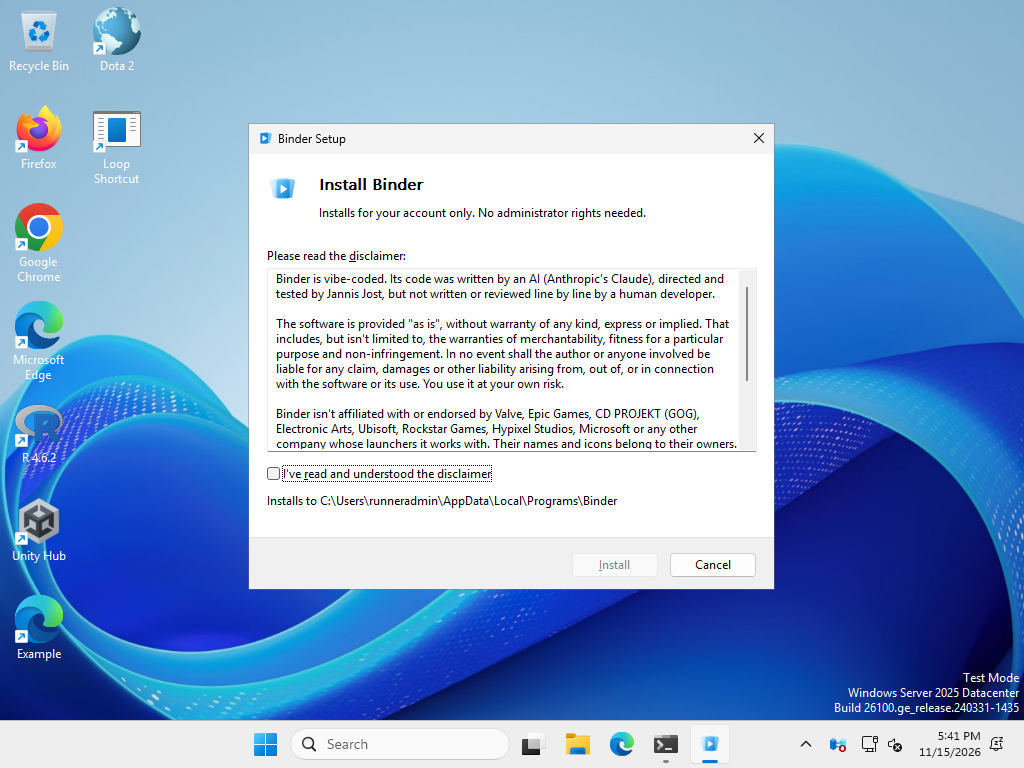 Recycle Bin
Dota 2
Firefox
Loop
Shortcut
Google
Chrome
Microsoft
Edge
R 4.6.2
Unity Hub
Example
Binder Setup
Install Binder
Installs for your account only. No administrator rights needed.
Please read the disclaimer:
Binder is vibe-coded. Its code was written by an AI (Anthropic's Claude), directed and
tested by Jannis Jost, but not written or reviewed line by line by a human developer.
The software is provided "as is", without warranty of any kind, express or implied. That
includes, but isn't limited to, the warranties of merchantability, fitness for a particular
purpose and non-infringement. In no event shall the author or anyone involved be
liable for any claim, damages or other liability arising from, out of, or in connection
with the software or its use. You use it at your own risk.
Binder isn't affiliated with or endorsed by Valve, Epic Games, CD PROJEKT (GOG),
Electronic Arts, Ubisoft, Rockstar Games, Hypixel Studios, Microsoft or any other
company whose launchers it works with. Their names and icons belong to their owners.
I've read and understood the disclaimer
Installs to C:\Users\runneradmin\AppData\Local\Programs\Binder
Install
Cancel
Test Mode
Windows Server 2025 Datacenter
Build 26100.ge_release.240331-1435
Search
5:41 PM
11/15/2026